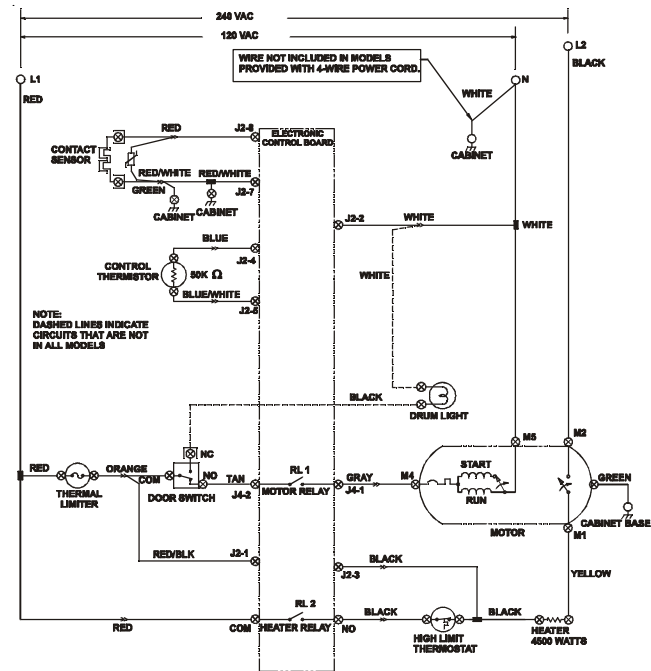 240 VAC
120 VAC
WIRE NOT INCLUDED IN MODELS
PROVIDED WITH 4-WIRE POWER CORD.
L1
N
L2
RED
WHITE
BLACK
CABINET
RED
J2-6
ELECTRONIC
CONTROL BOARD
CONTACT
SENSOR
RED/WHITE
RED/WHITE
GREEN
J2-7
CABINET
CABINET
J2-2
WHITE
WHITE
BLUE
J2-4
CONTROL
THERMISTOR
50K Ω
BLUE/WHITE
J2-5
WHITE
NOTE:
DASHED LINES INDICATE
CIRCUITS THAT ARE NOT
IN ALL MODELS
BLACK
DRUM LIGHT
NC
M5
M2
RED
ORANGE
COM
NO
TAN
RL 1
GRAY
M4
START
RUN
GREEN
THERMAL
LIMITER
DOOR SWITCH
J4-2
MOTOR RELAY
J4-1
MOTOR
CABINET BASE
M1
RED/BLK
J2-1
BLACK
J2-3
YELLOW
RED
COM
RL 2
HEATER RELAY
NO
BLACK
BLACK
HIGH LIMIT
THERMOSTAT
HEATER
4500 WATTS